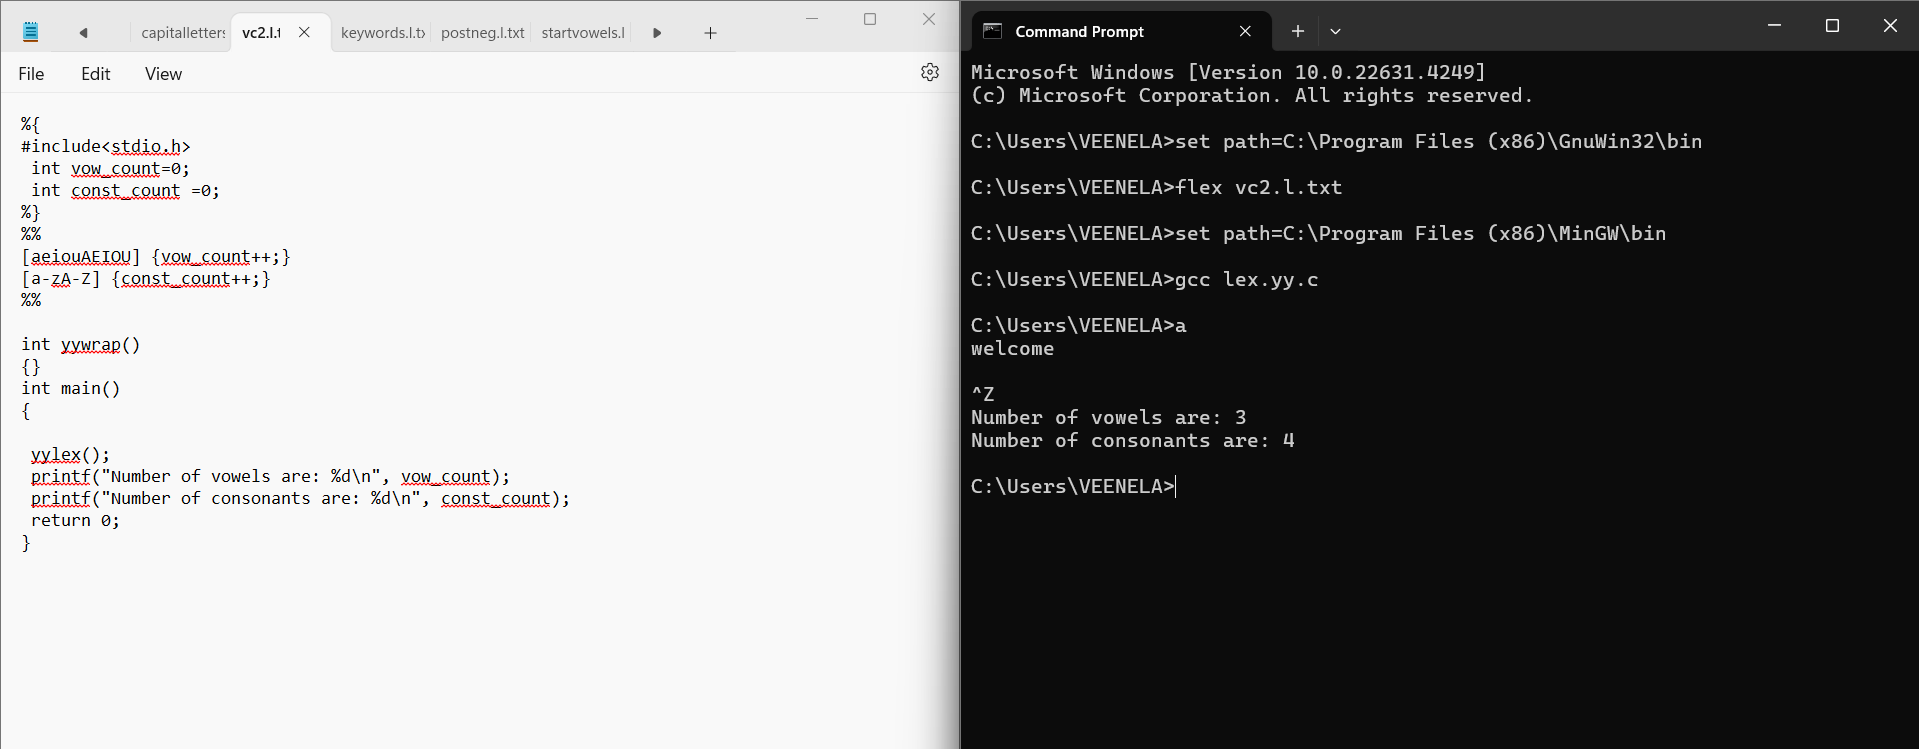 capitalletters vc2.l.t keywords.l.tx postneg.l.txt startvowels.l
File Edit View
%{
#include<stdio.h>
 int vow_count=0;
 int const_count =0;
%}
%%
[aeiouAEIOU] {vow_count++;}
[a-zA-Z] {const_count++;}
%%
int yywrap()
{}
int main()
{
 yylex();
 printf("Number of vowels are: %d\n", vow_count);
 printf("Number of consonants are: %d\n", const_count);
 return 0;
}
Command Prompt
Microsoft Windows [Version 10.0.22631.4249]
(c) Microsoft Corporation. All rights reserved.
C:\Users\VEENELA>set path=C:\Program Files (x86)\GnuWin32\bin
C:\Users\VEENELA>flex vc2.l.txt
C:\Users\VEENELA>set path=C:\Program Files (x86)\MinGW\bin
C:\Users\VEENELA>gcc lex.yy.c
C:\Users\VEENELA>a
welcome
^Z
Number of vowels are: 3
Number of consonants are: 4
C:\Users\VEENELA>